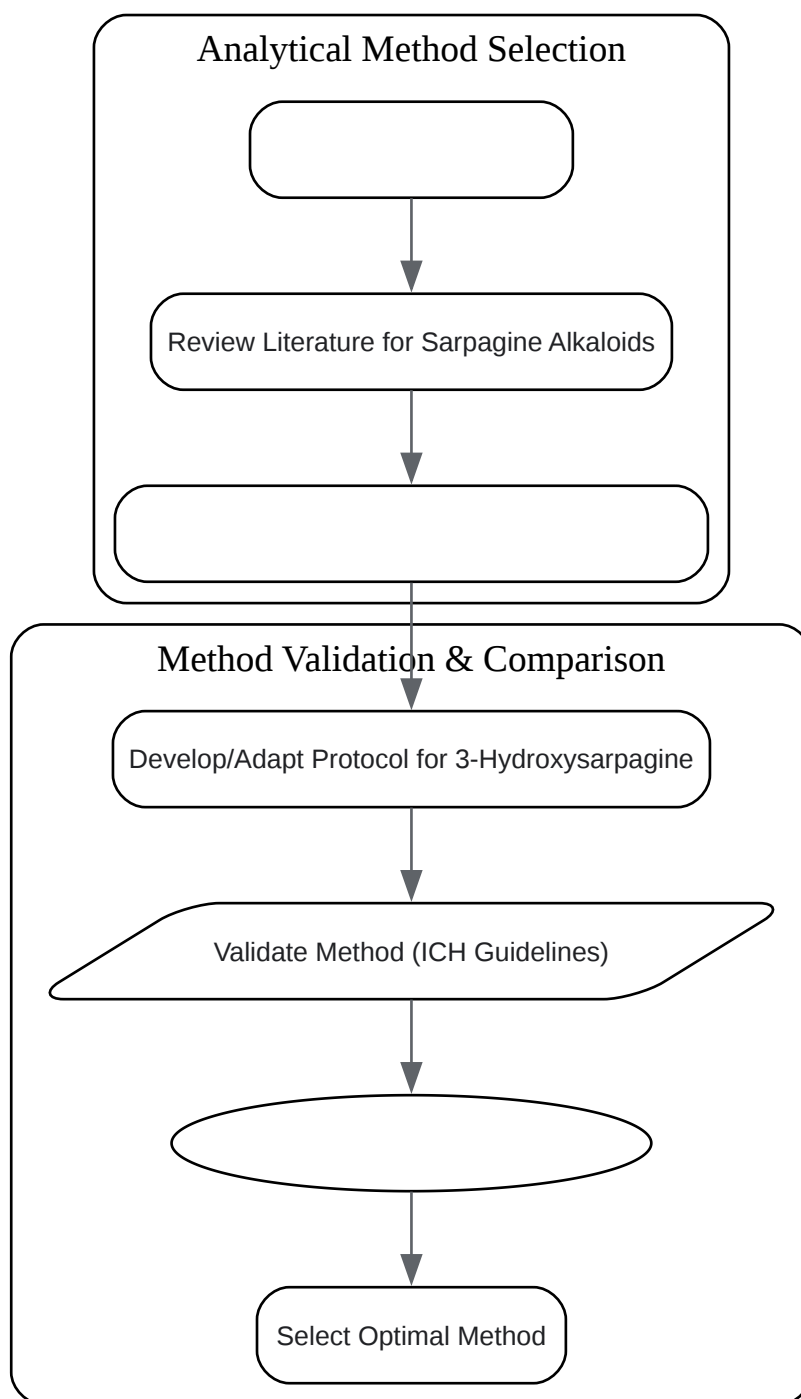 Analytical Method Selection
Review Literature for Sarpagine Alkaloids
Method Validation & Comparison
Develop/Adapt Protocol for 3-Hydroxysarpagine
Validate Method (ICH Guidelines)
Select Optimal Method